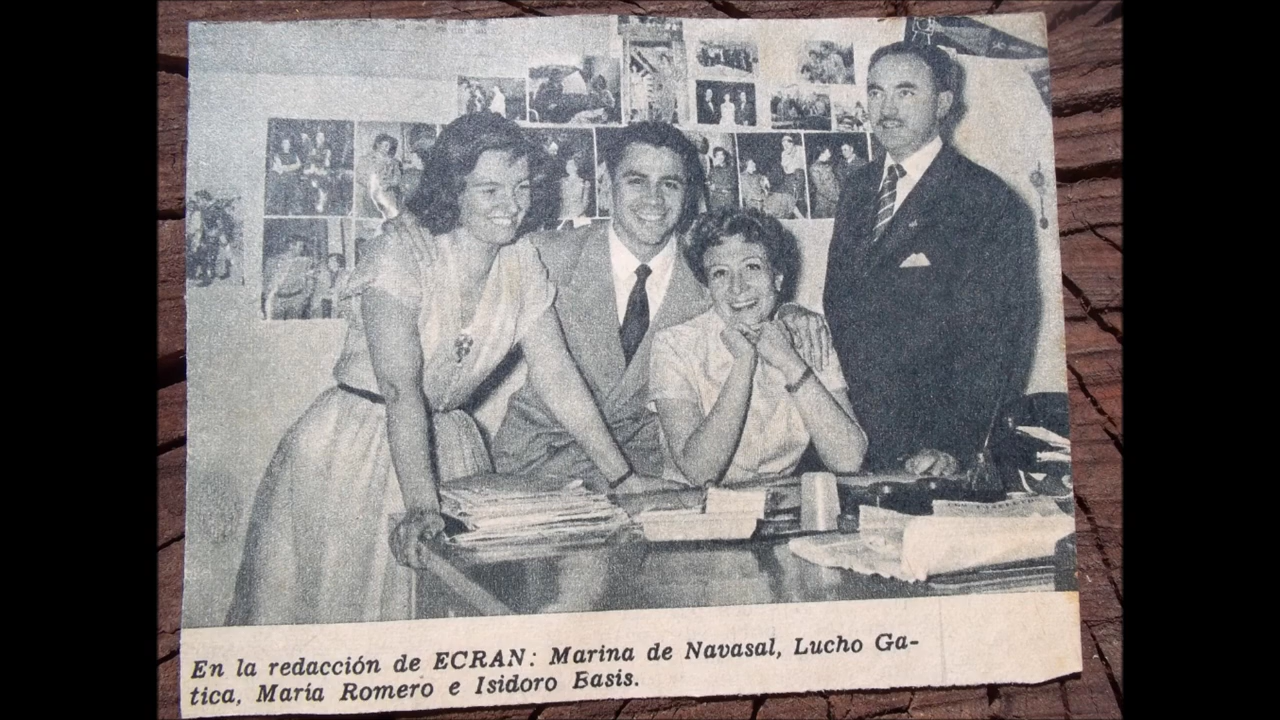 En la redacción de ECRAN: Marina de Navasal, Lucho Ga-
tica, María Romero e Isidoro Basis.